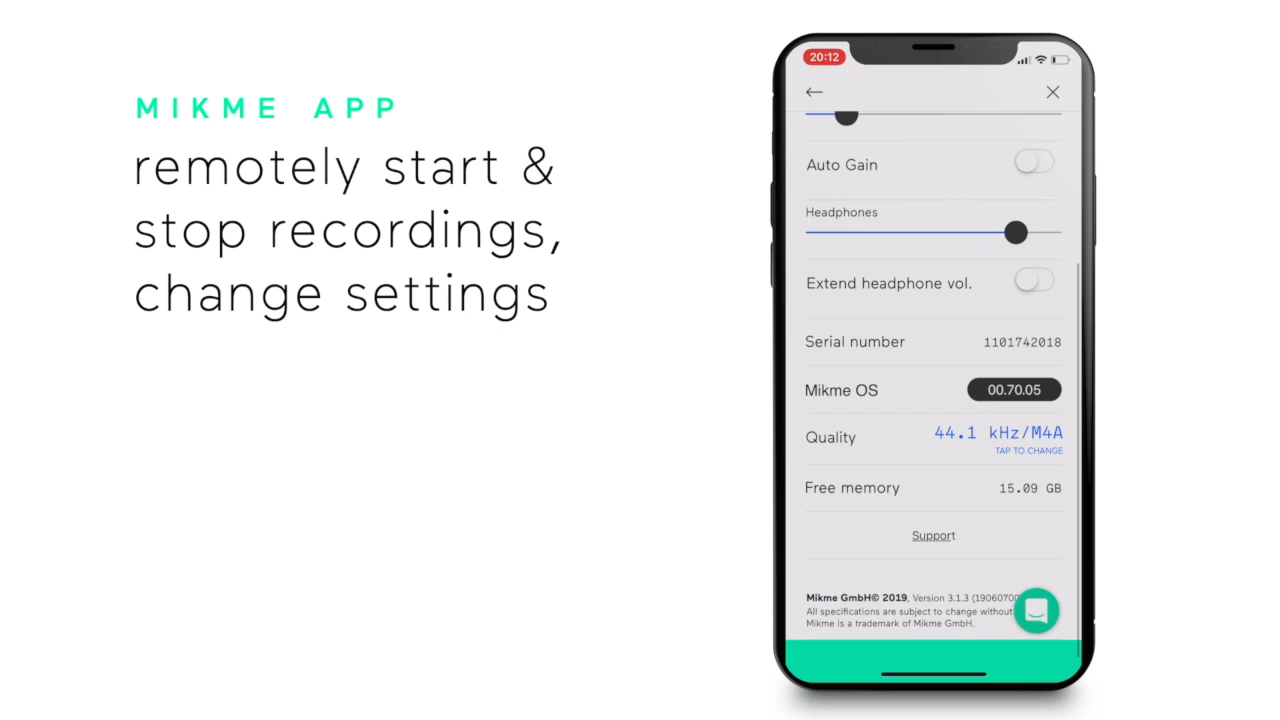 MIKME APP
remotely start &
stop recordings,
change settings
20:12
Auto Gain
Headphones
Extend headphone vol.
Serial number 1101742018
Mikme OS 00.70.05
Quality 44.1 kHz/M4A
TAP TO CHANGE
Free memory 15.09 GB
Support
Mikme GmbH© 2019, Version 3.1.3 (19060700
All specifications are subject to change without
Mikme is a trademark of Mikme GmbH.